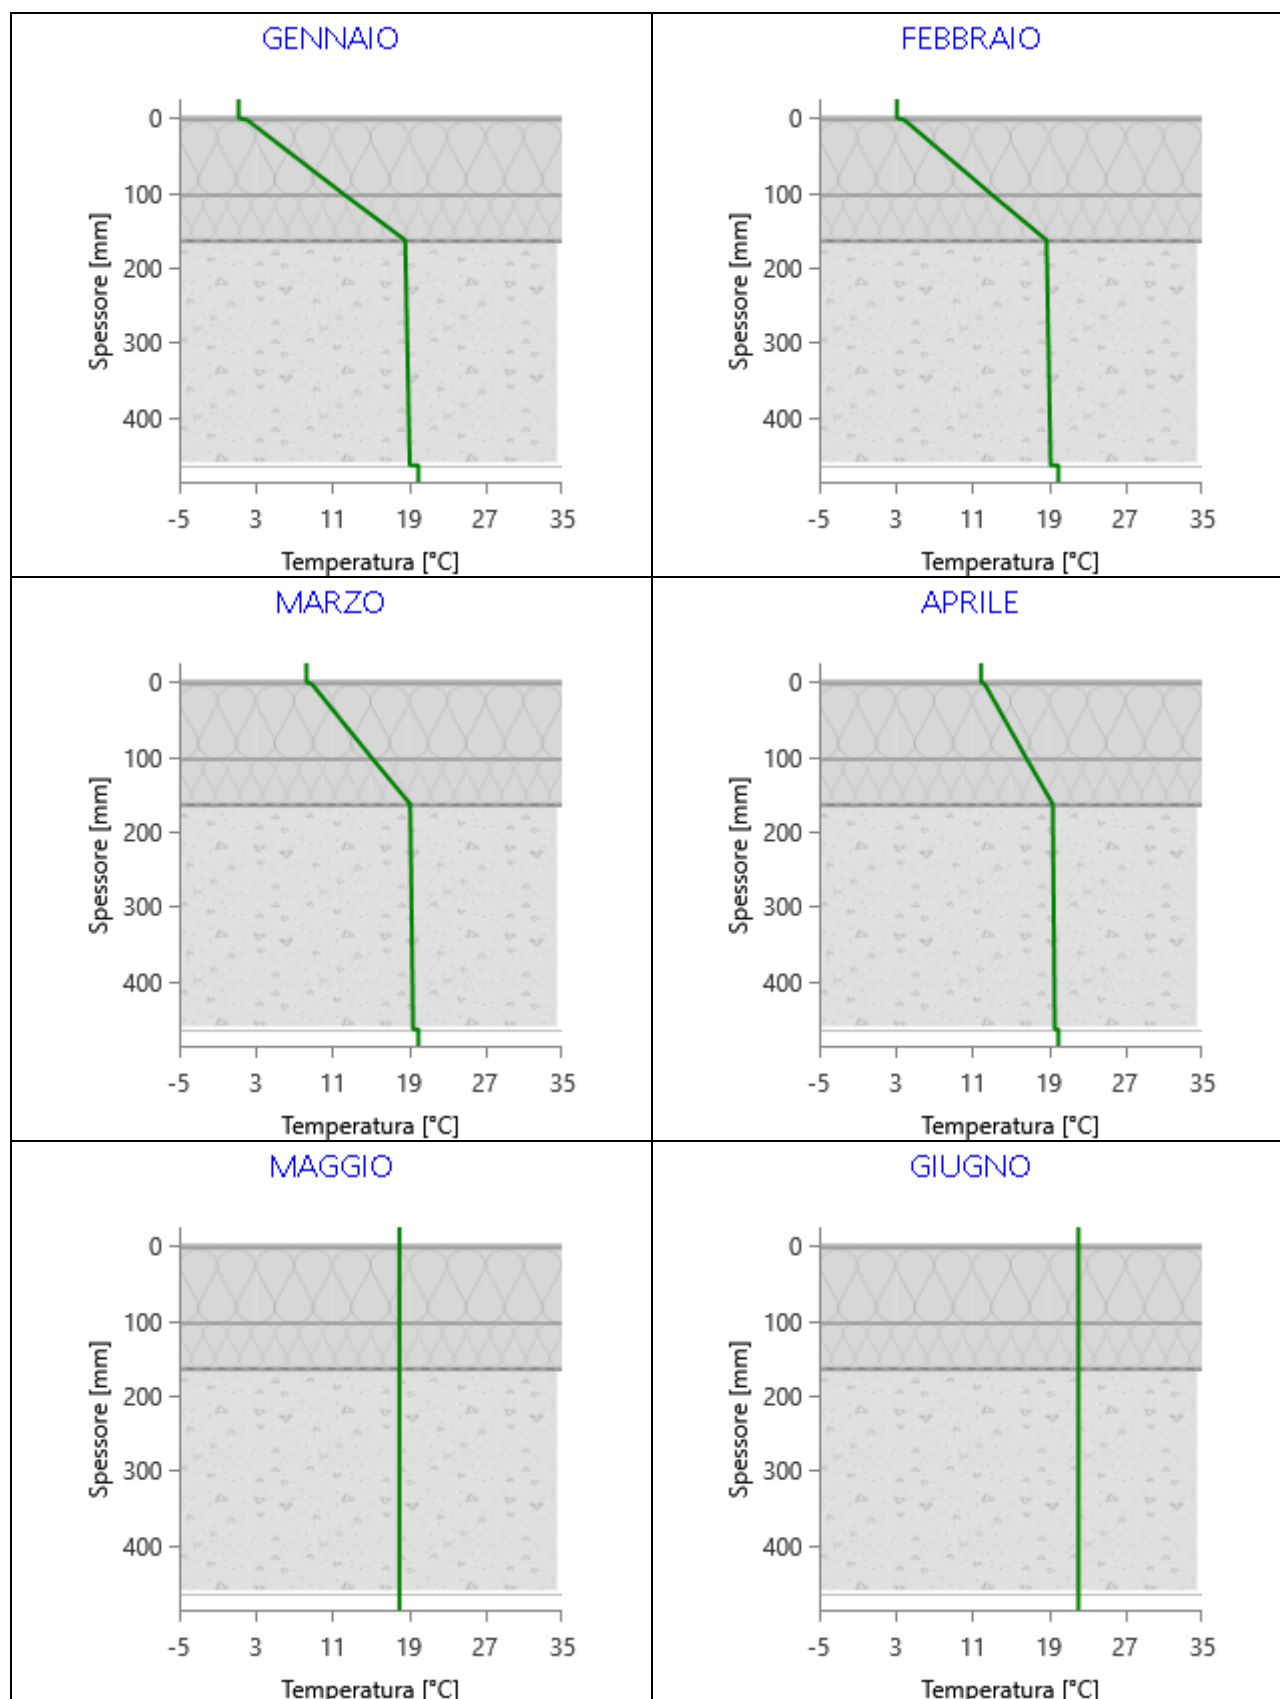 GENNAIO
0
100
200
300
400
Spessore [mm]
-5 3 11 19 27 35
Temperatura [°C]
FEBBRAIO
0
100
200
300
400
Spessore [mm]
-5 3 11 19 27 35
Temperatura [°C]
MARZO
0
100
200
300
400
Spessore [mm]
-5 3 11 19 27 35
Temperatura [°C]
APRILE
0
100
200
300
400
Spessore [mm]
-5 3 11 19 27 35
Temperatura [°C]
MAGGIO
0
100
200
300
400
Spessore [mm]
-5 3 11 19 27 35
Temperatura [°C]
GIUGNO
0
100
200
300
400
Spessore [mm]
-5 3 11 19 27 35
Temperatura [°C]